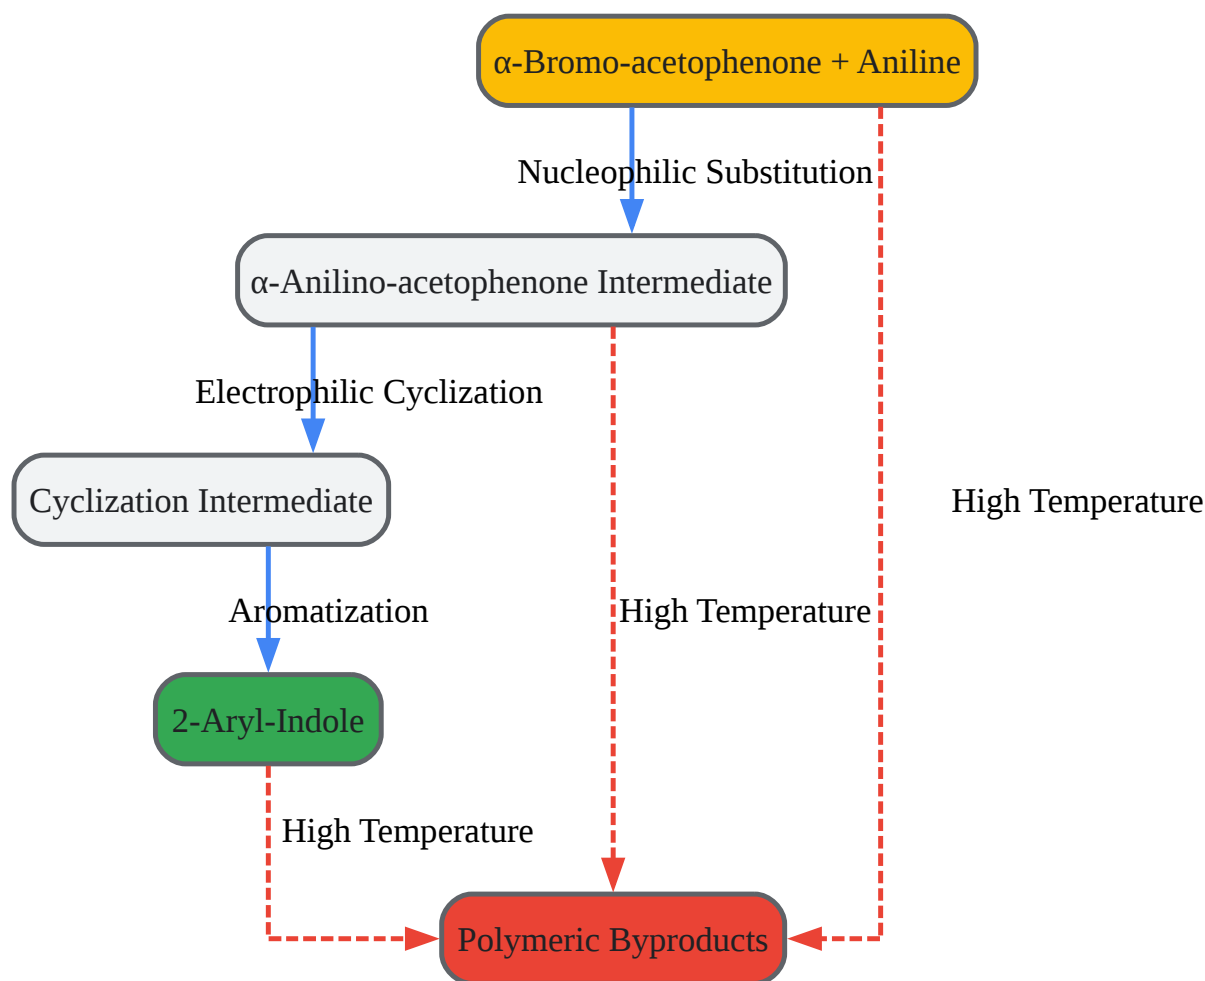 α-Bromo-acetophenone + Aniline
Nucleophilic Substitution
α-Anilino-acetophenone Intermediate
Electrophilic Cyclization
Cyclization Intermediate
High Temperature
Aromatization
High Temperature
2-Aryl-Indole
High Temperature
Polymeric Byproducts